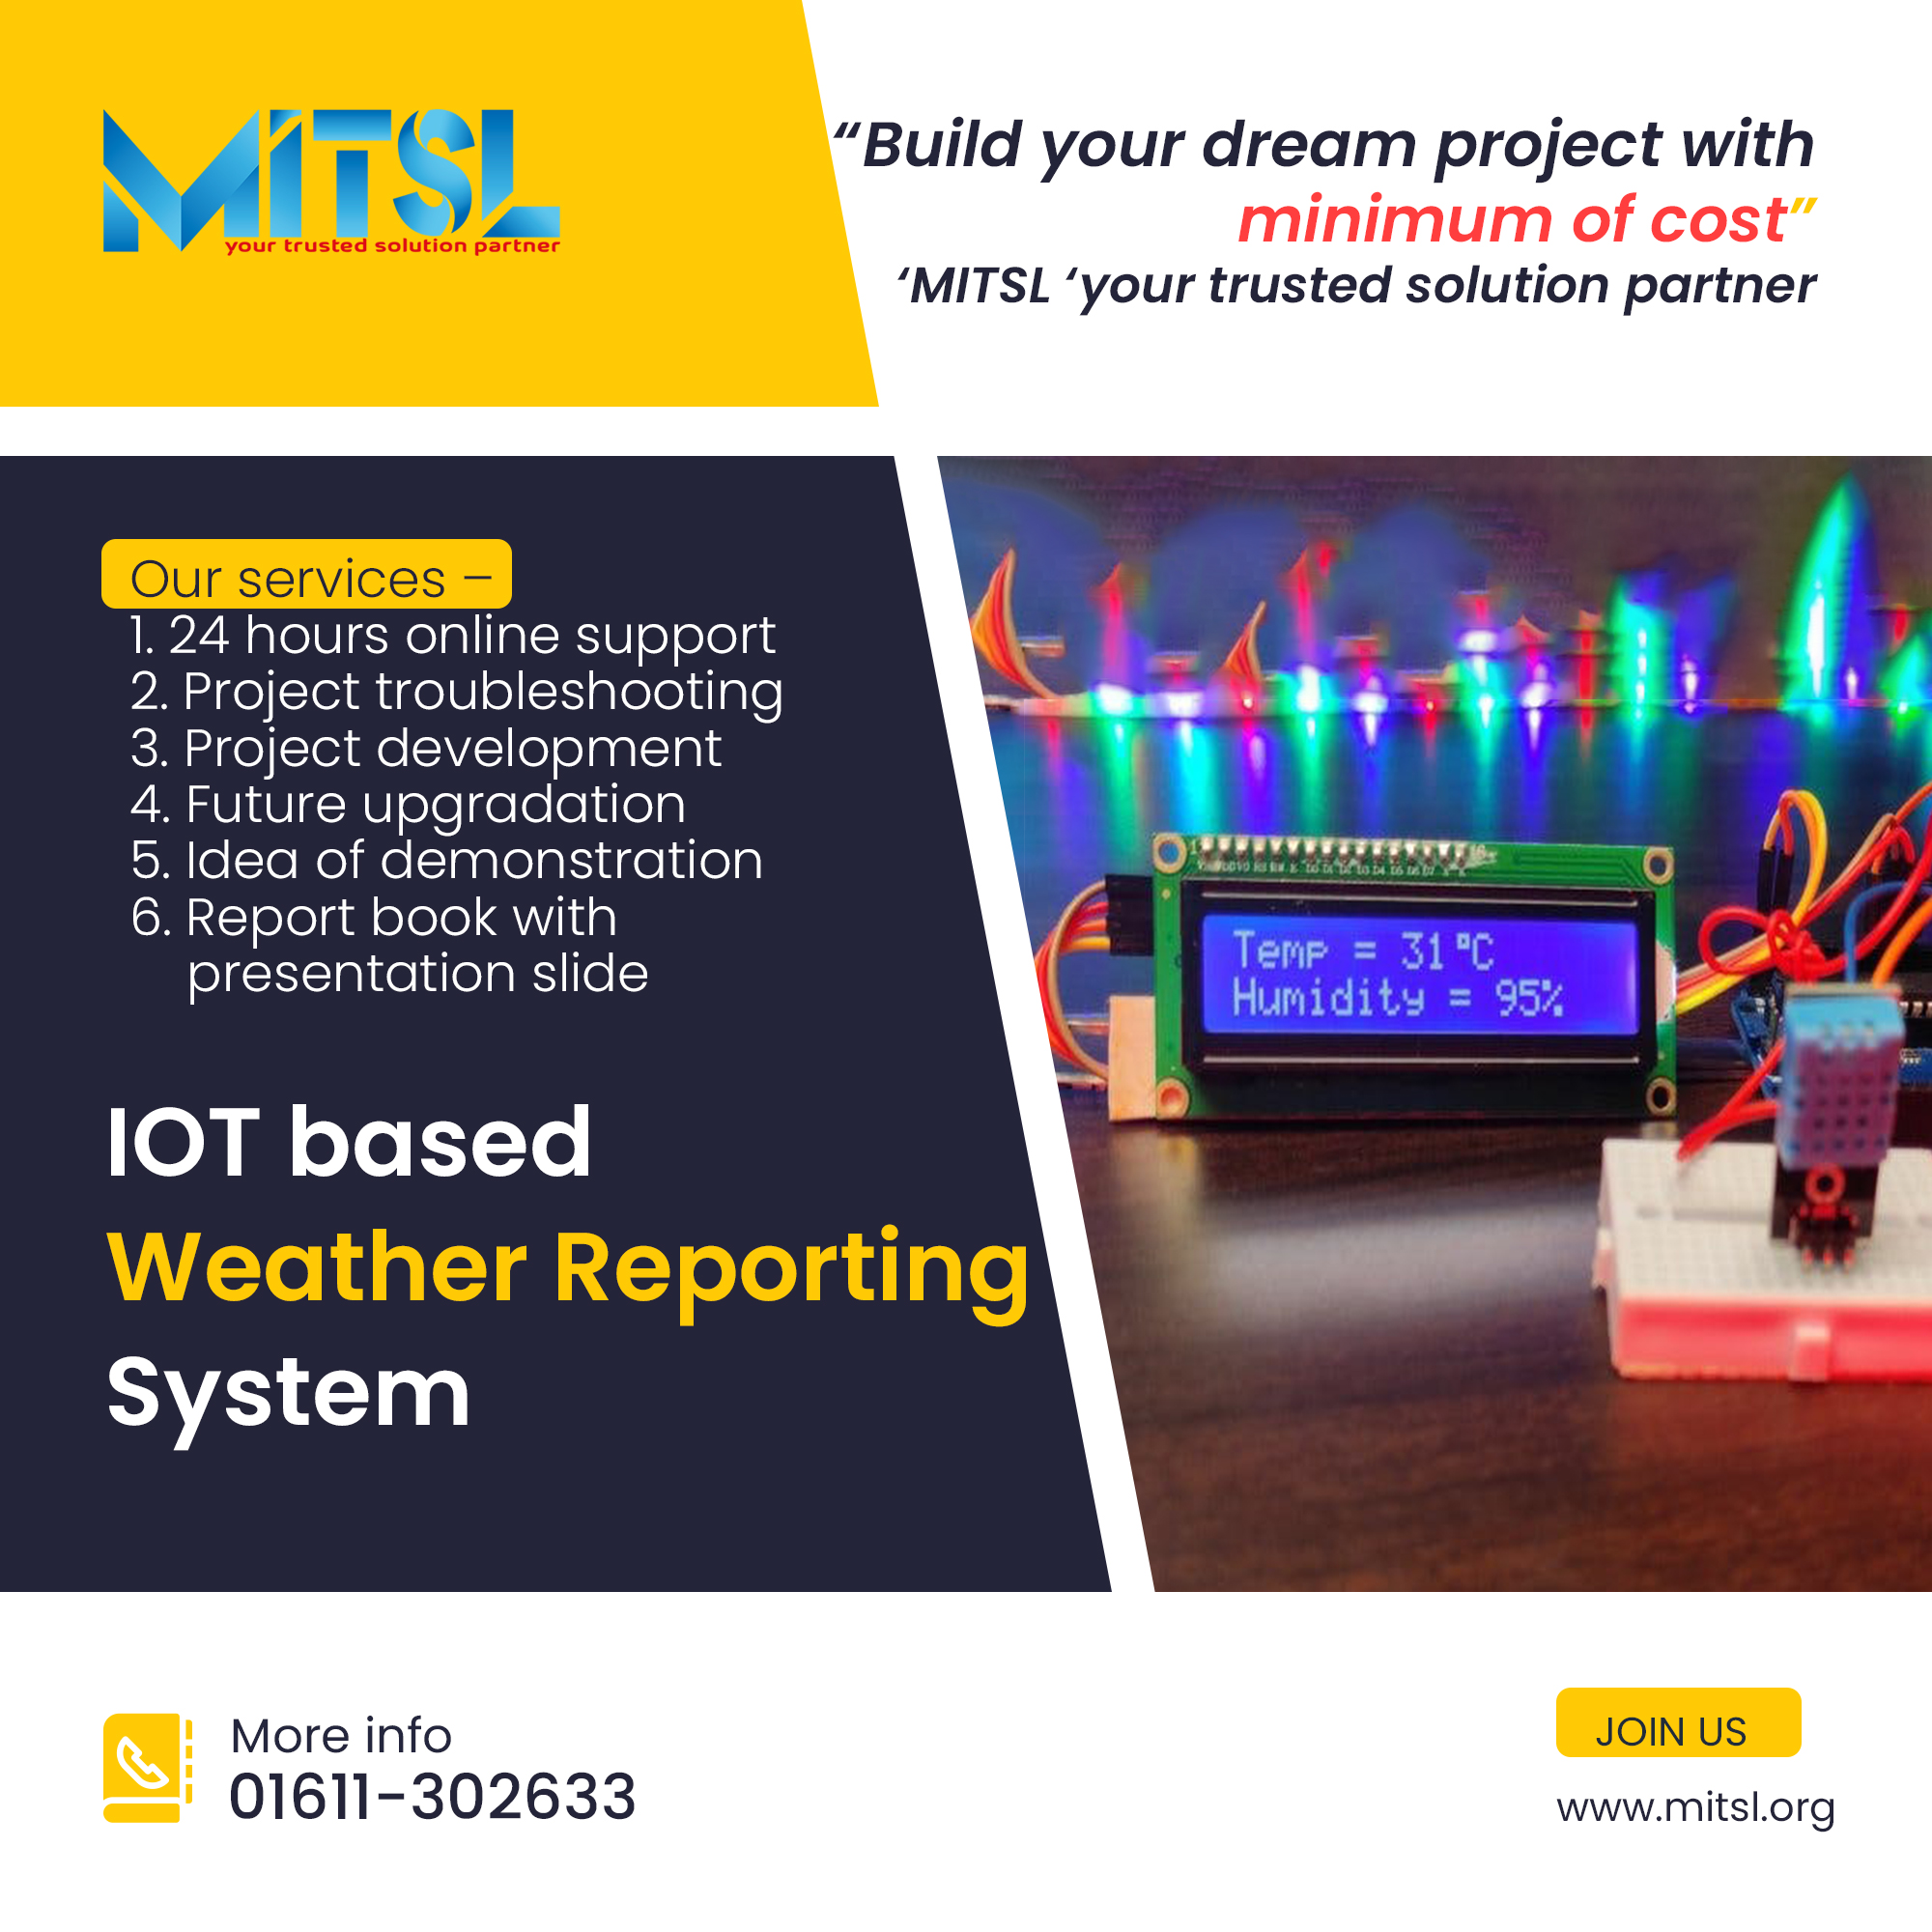 MITSL
your trusted solution partner
“Build your dream project with
minimum of cost”
‘MITSL ‘your trusted solution partner
Our services –
1. 24 hours online support
2. Project troubleshooting
3. Project development
4. Future upgradation
5. Idea of demonstration
6. Report book with
presentation slide
IOT based
Weather Reporting
System
Temp = 31°C
Humidity = 95%
More info
01611-302633
JOIN US
www.mitsl.org